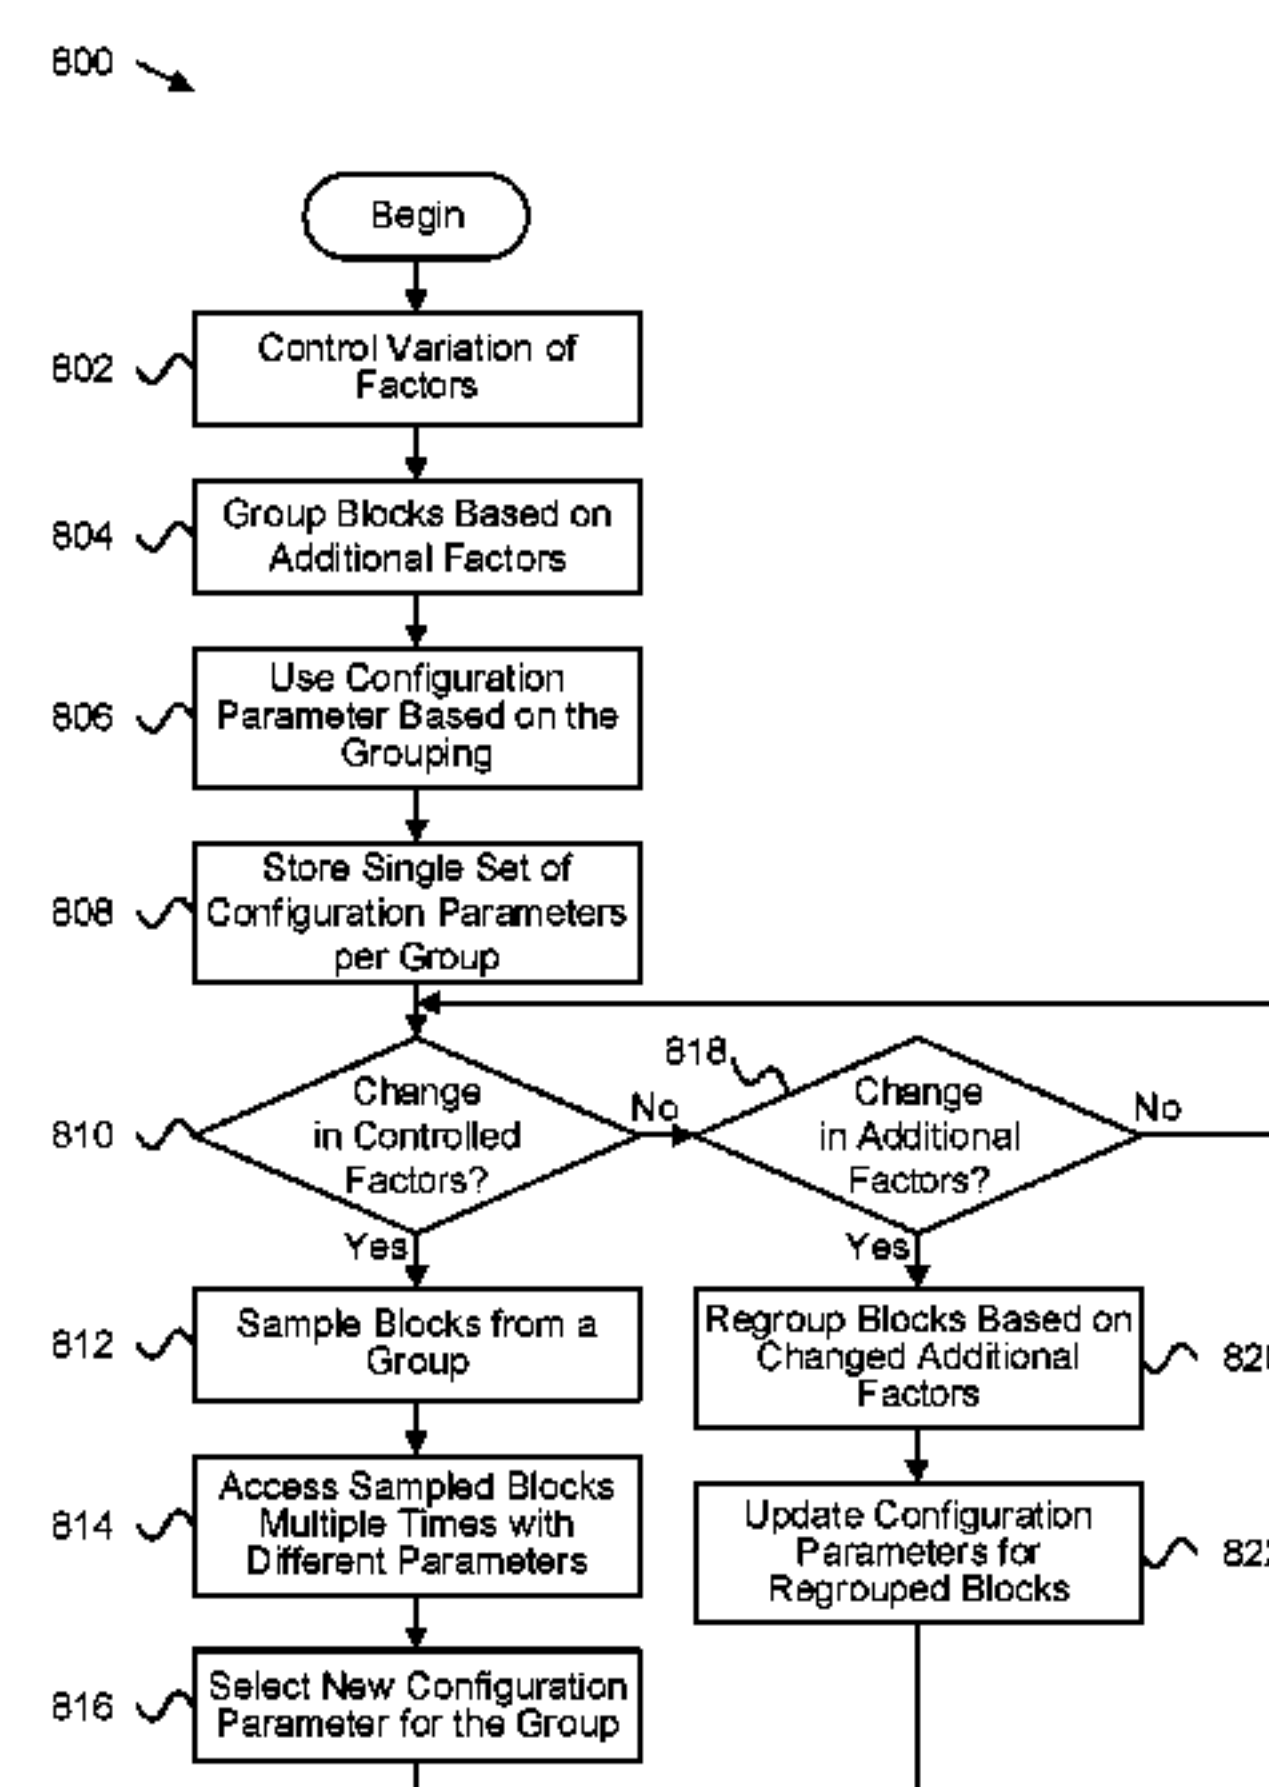 800
Begin
802
Control Variation of
Factors
804
Group Blocks Based on
Additional Factors
806
Use Configuration
Parameter Based on the
Grouping
808
Store Single Set of
Configuration Parameters
per Group
810
Change
in Controlled
Factors?
No
818
Change
in Additional
Factors?
No
Yes
Yes
812
Sample Blocks from a
Group
Regroup Blocks Based on
Changed Additional
Factors
814
Access Sampled Blocks
Multiple Times with
Different Parameters
Update Configuration
Parameters for
Regrouped Blocks
816
Select New Configuration
Parameter for the Group